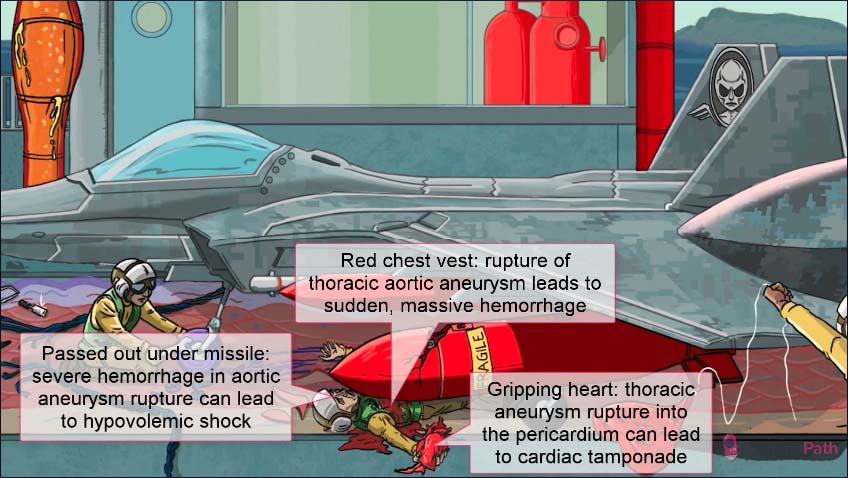 Red chest vest: rupture of
thoracic aortic aneurysm leads to
sudden, massive hemorrhage
Passed out under missile:
severe hemorrhage in aortic
aneurysm rupture can lead
to hypovolemic shock
FRAGILE
Gripping heart: thoracic
aneurysm rupture into
the pericardium can lead
to cardiac tamponade
Path